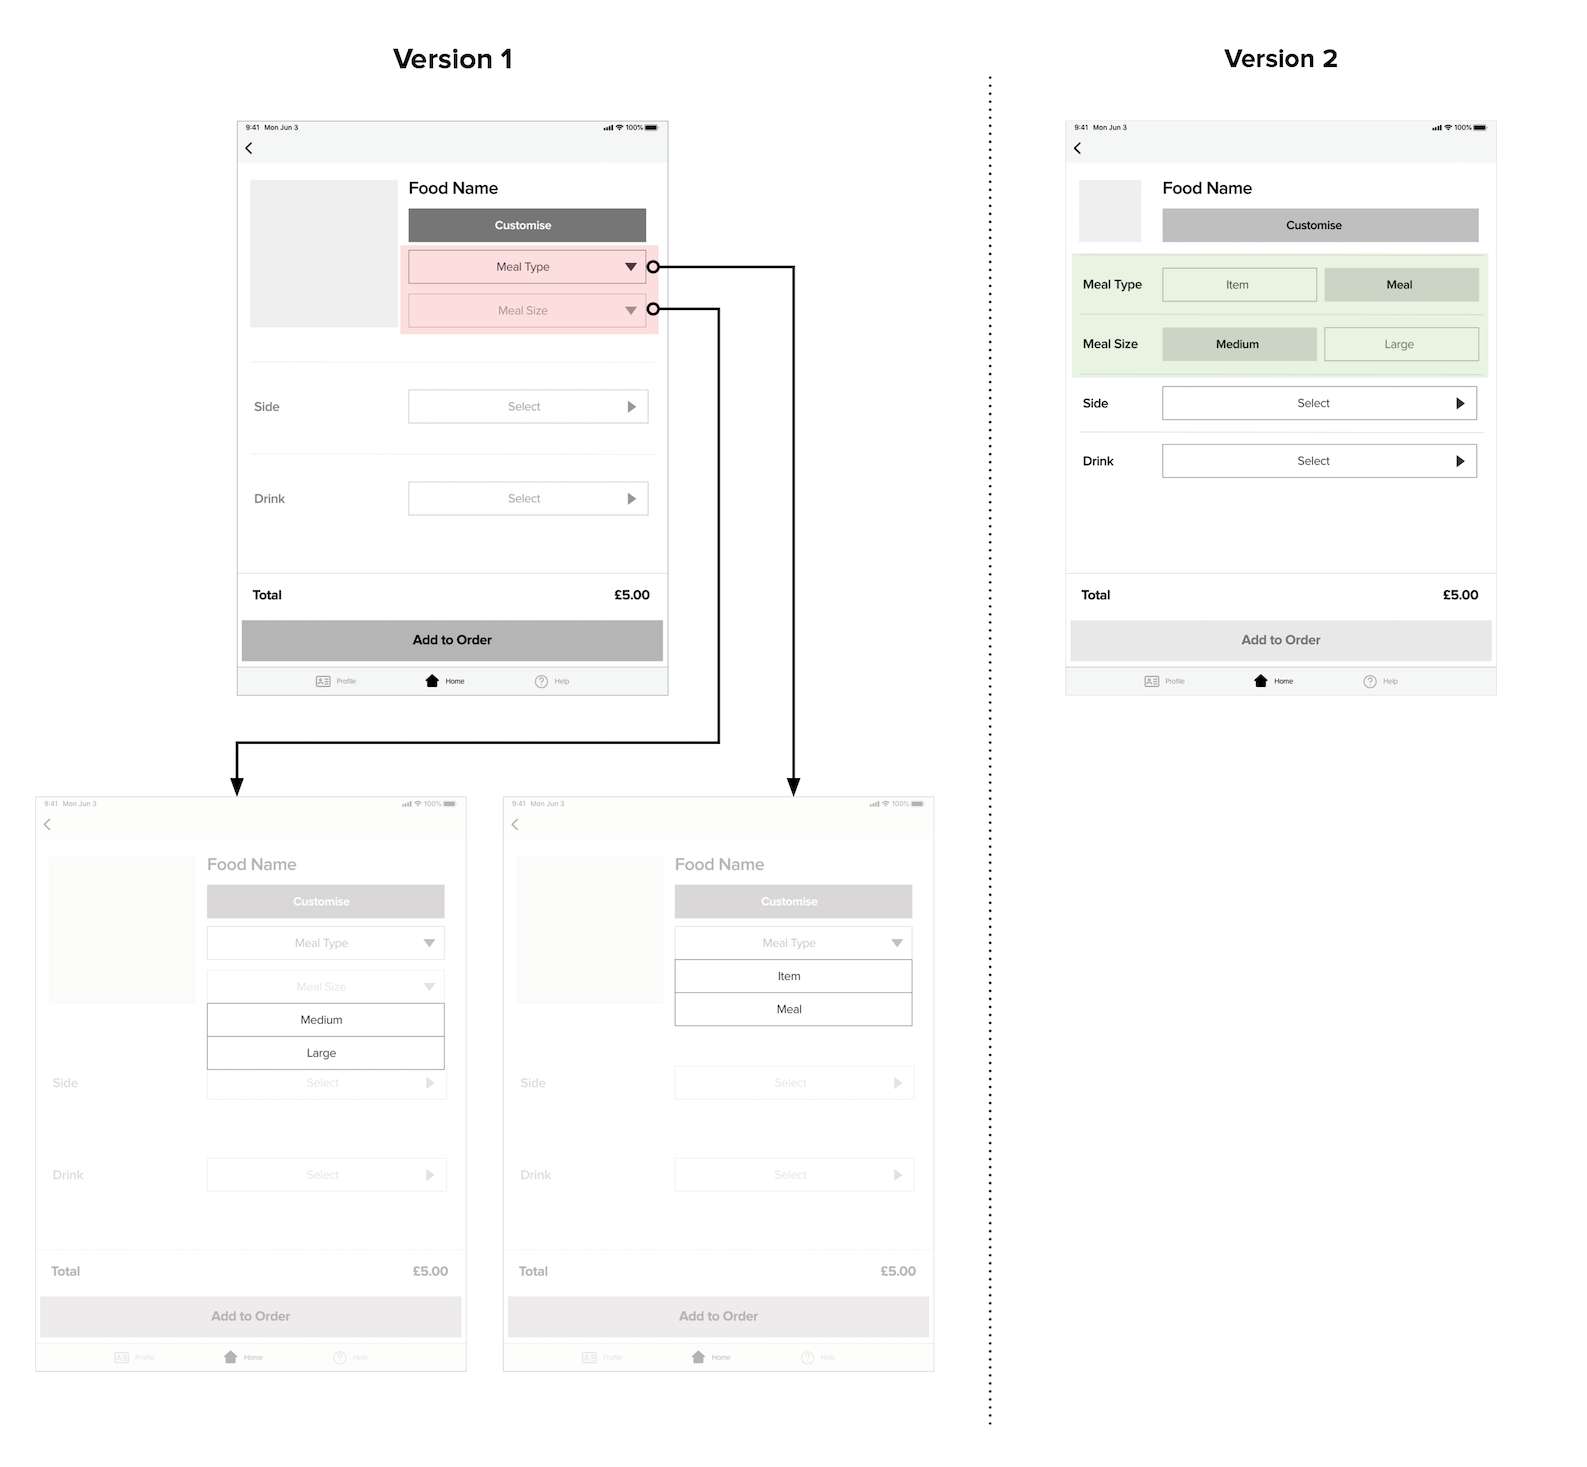 Version 1
9:41 Mon Jun 3
100%
Food Name
Customise
Meal Type
Meal Size
Side
Select
Drink
Select
Total
£5.00
Add to Order
Profile
Home
Help
9:41 Mon Jun 3
100%
Food Name
Customise
Meal Type
Meal Size
Medium
Large
Side
Select
Drink
Select
Total
£5.00
Add to Order
Profile
Home
Help
9:41 Mon Jun 3
100%
Food Name
Customise
Meal Type
Item
Meal
Side
Select
Drink
Select
Total
£5.00
Add to Order
Profile
Home
Help
Version 2
9:41 Mon Jun 3
100%
Food Name
Customise
Meal Type
Item
Meal
Meal Size
Medium
Large
Side
Select
Drink
Select
Total
£5.00
Add to Order
Profile
Home
Help